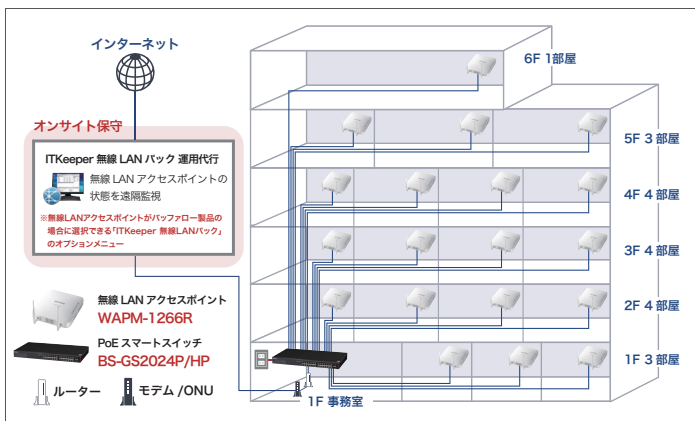 インターネット
オンサイト保守
ITKeeper 無線 LAN パック 運用代行
無線 LAN アクセスポイントの
状態を遠隔監視
※無線LANアクセスポイントがバッファロー製品の
場合に選択できる「ITKeeper 無線LANパック」
のオプションメニュー
無線 LAN アクセスポイント
WAPM-1266R
PoE スマートスイッチ
BS-GS2024P/HP
ルーター
モデム /ONU
6F 1部屋
5F 3 部屋
4F 4 部屋
3F 4 部屋
2F 4 部屋
1F 3 部屋
1F 事務室